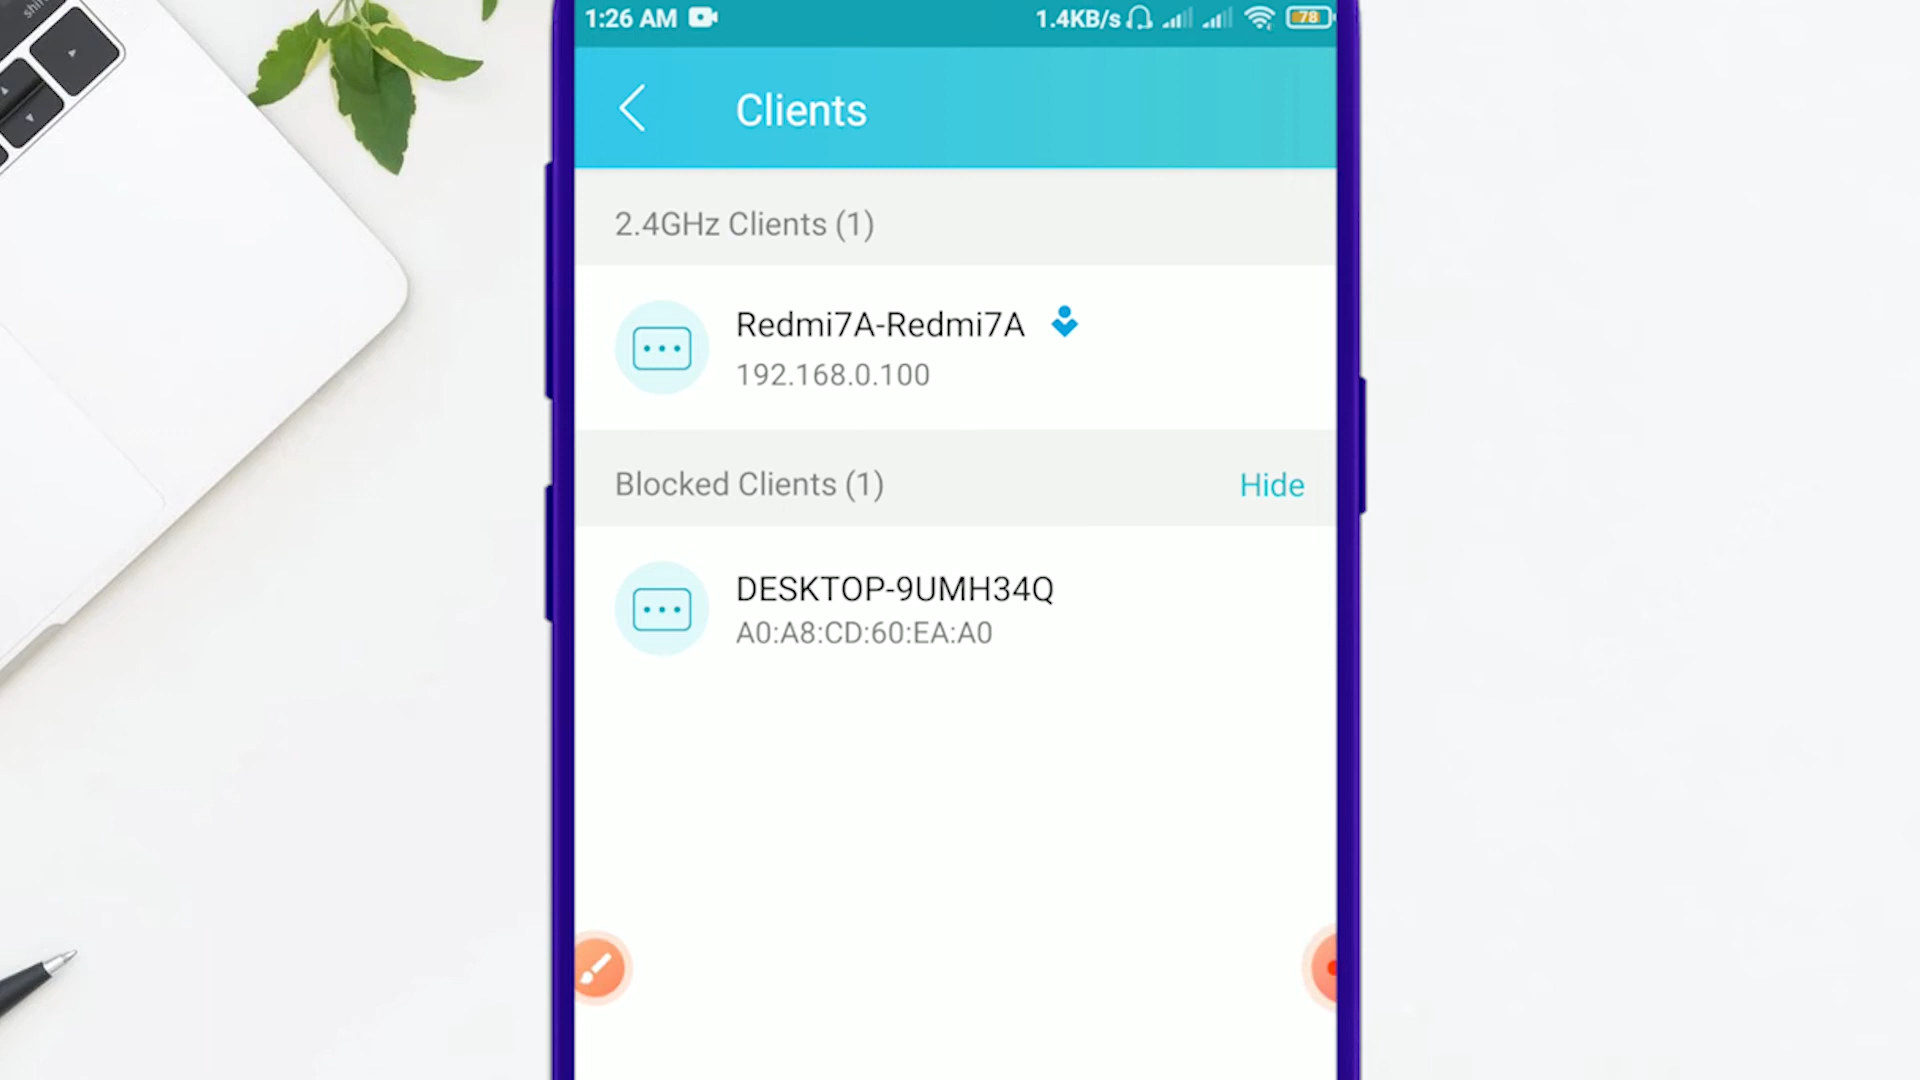 shift
1:26 AM
1.4KB/s
78
Clients
2.4GHz Clients (1)
Redmi7A-Redmi7A
192.168.0.100
Blocked Clients (1)
Hide
DESKTOP-9UMH34Q
A0:A8:CD:60:EA:A0